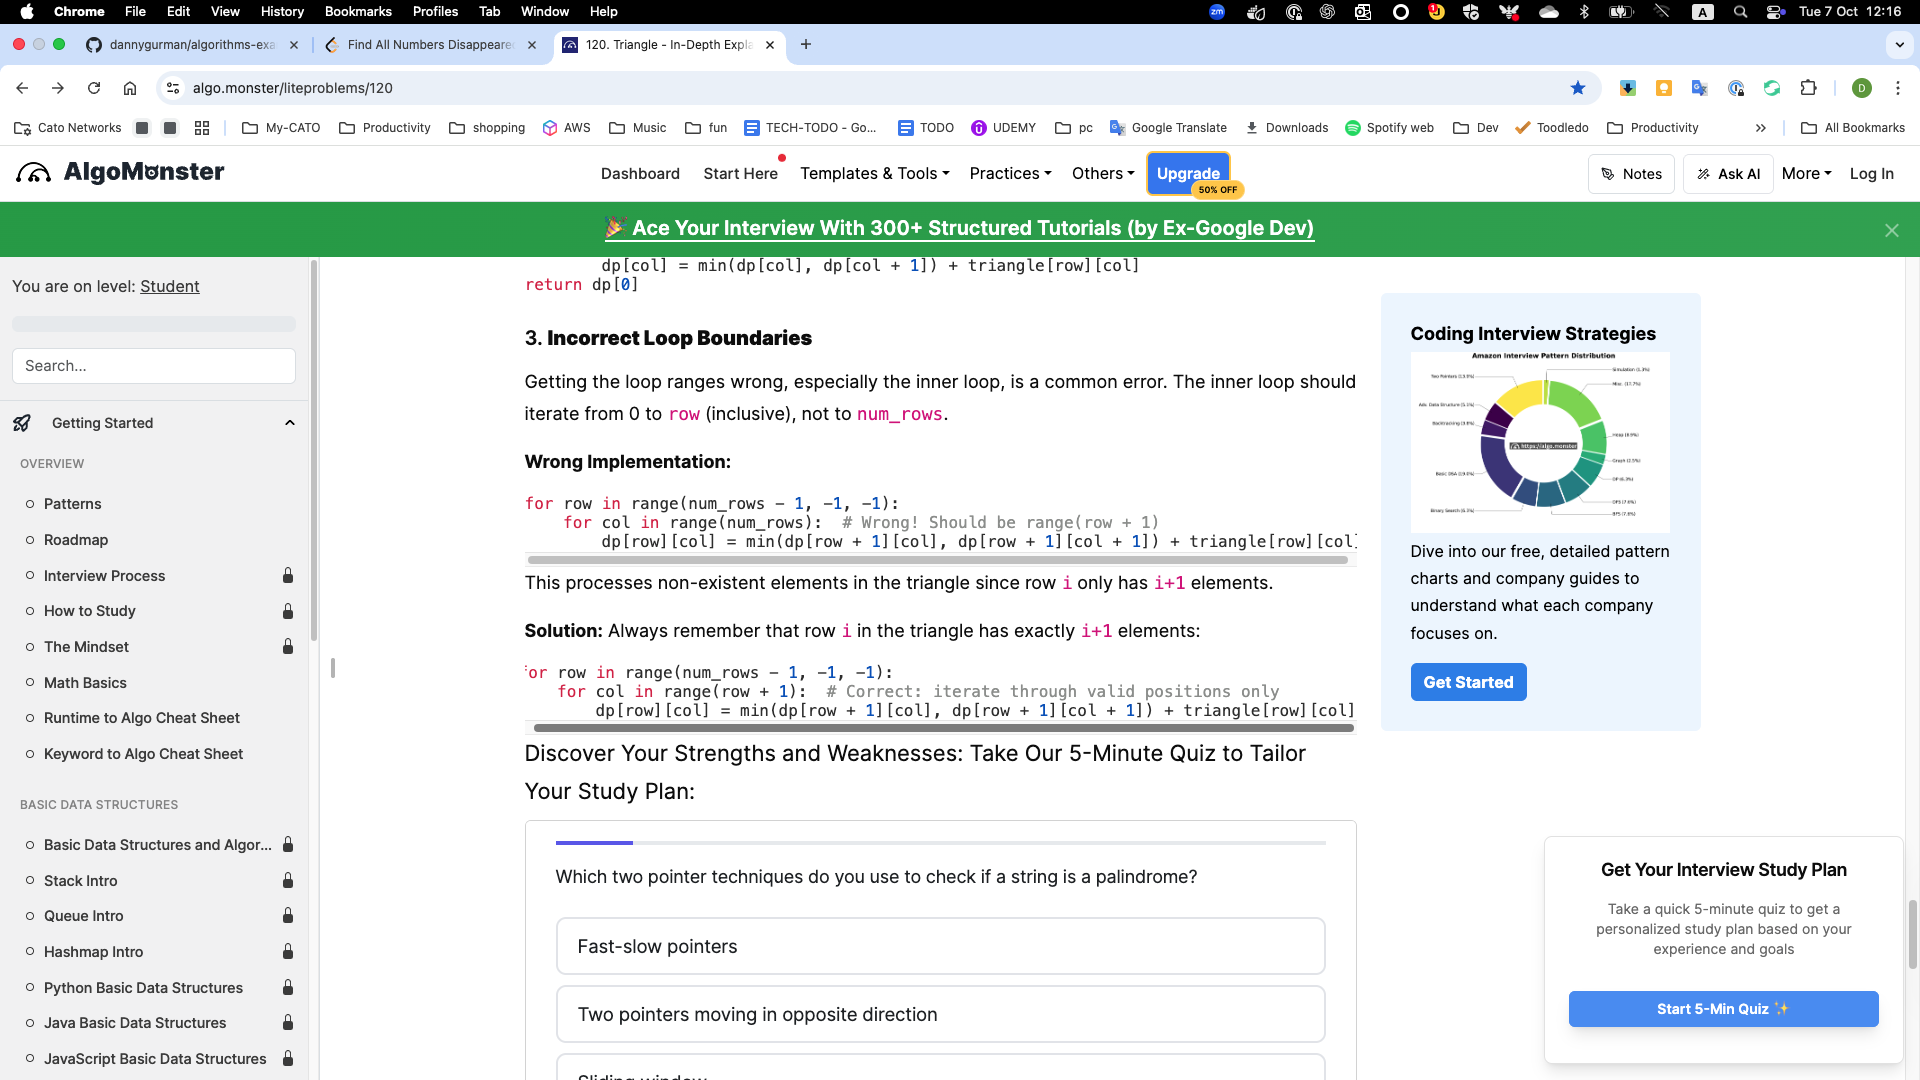 Chrome File Edit View History Bookmarks Profiles Tab Window Help
zm 1 A Tue 7 Oct 12:16
dannygurman/algorithms-exa
Find All Numbers Disappeare
120. Triangle - In-Depth Expla
algo.monster/liteproblems/120
D
Cato Networks My-CATO Productivity shopping AWS Music fun TECH-TODO - Go... TODO UDEMY pc Google Translate Downloads Spotify web Dev Toodledo Productivity All Bookmarks
AlgoMonster
Dashboard Start Here Templates & Tools Practices Others Upgrade
50% OFF
Notes Ask AI More Log In
Ace Your Interview With 300+ Structured Tutorials (by Ex-Google Dev)
You are on level: Student
Search...
Getting Started
OVERVIEW
Patterns
Roadmap
Interview Process
How to Study
The Mindset
Math Basics
Runtime to Algo Cheat Sheet
Keyword to Algo Cheat Sheet
BASIC DATA STRUCTURES
Basic Data Structures and Algor...
Stack Intro
Queue Intro
Hashmap Intro
Python Basic Data Structures
Java Basic Data Structures
JavaScript Basic Data Structures
dp[col] = min(dp[col], dp[col + 1]) + triangle[row][col]
return dp[0]
3. Incorrect Loop Boundaries
Getting the loop ranges wrong, especially the inner loop, is a common error. The inner loop should
iterate from 0 to row (inclusive), not to num_rows.
Wrong Implementation:
for row in range(num_rows - 1, -1, -1):
for col in range(num_rows): # Wrong! Should be range(row + 1)
dp[row][col] = min(dp[row + 1][col], dp[row + 1][col + 1]) + triangle[row][col]
This processes non-existent elements in the triangle since row i only has i+1 elements.
Solution: Always remember that row i in the triangle has exactly i+1 elements:
for row in range(num_rows - 1, -1, -1):
for col in range(row + 1): # Correct: iterate through valid positions only
dp[row][col] = min(dp[row + 1][col], dp[row + 1][col + 1]) + triangle[row][col]
Discover Your Strengths and Weaknesses: Take Our 5-Minute Quiz to Tailor
Your Study Plan:
Which two pointer techniques do you use to check if a string is a palindrome?
Fast-slow pointers
Two pointers moving in opposite direction
Sliding window
Coding Interview Strategies
Amazon Interview Pattern Distribution
https://algo.monster
Dive into our free, detailed pattern
charts and company guides to
understand what each company
focuses on.
Get Started
Get Your Interview Study Plan
Take a quick 5-minute quiz to get a
personalized study plan based on your
experience and goals
Start 5-Min Quiz